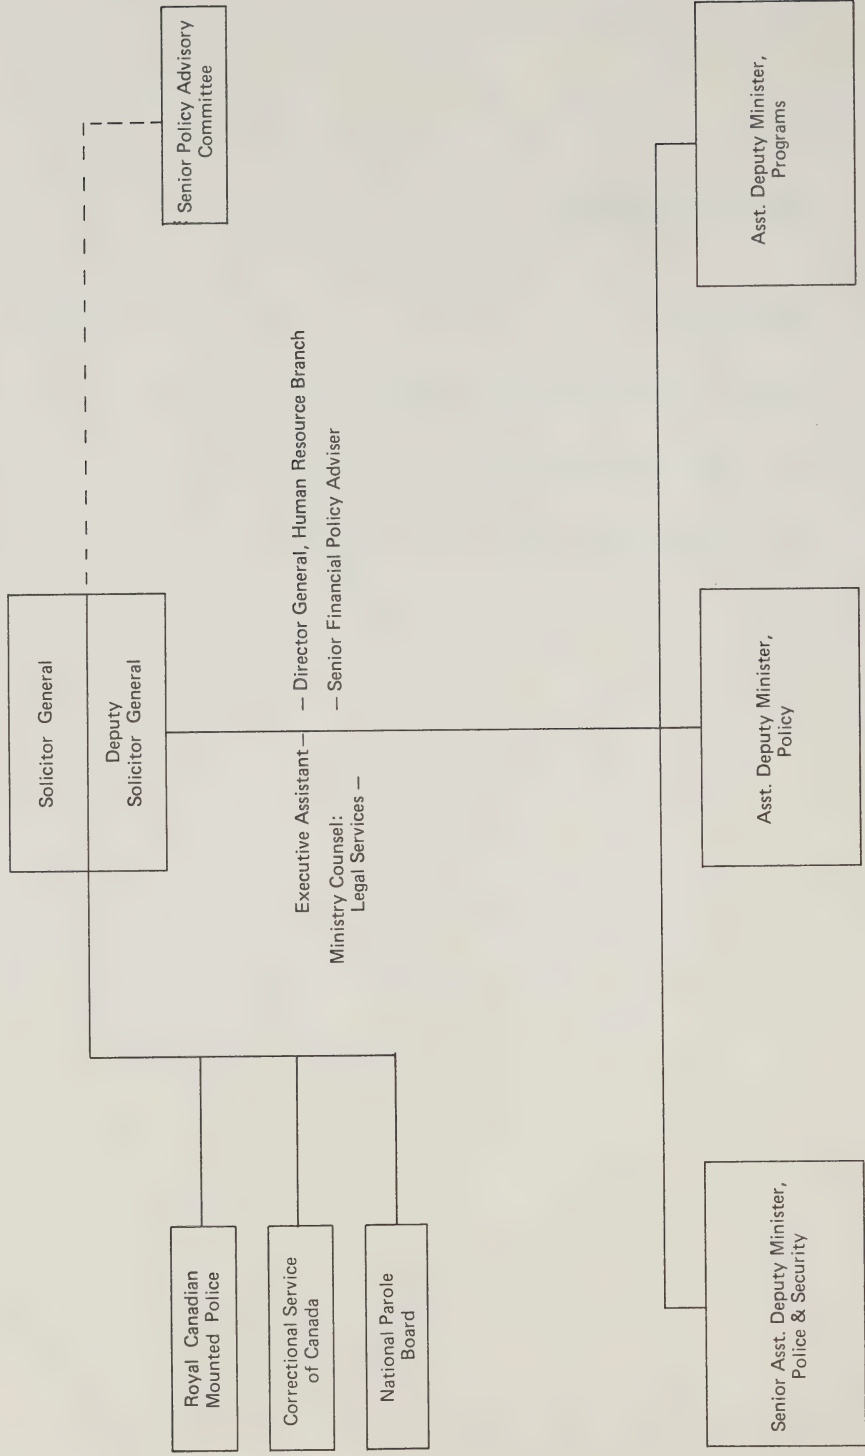 Solicitor General
Deputy
Solicitor General
Senior Policy Advisory
Committee
Royal Canadian
Mounted Police
Correctional Service
of Canada
National Parole
Board
Executive Assistant —
— Director General, Human Resource Branch
Ministry Counsel:
Legal Services —
— Senior Financial Policy Adviser
Senior Asst. Deputy Minister,
Police & Security
Asst. Deputy Minister,
Policy
Asst. Deputy Minister,
Programs